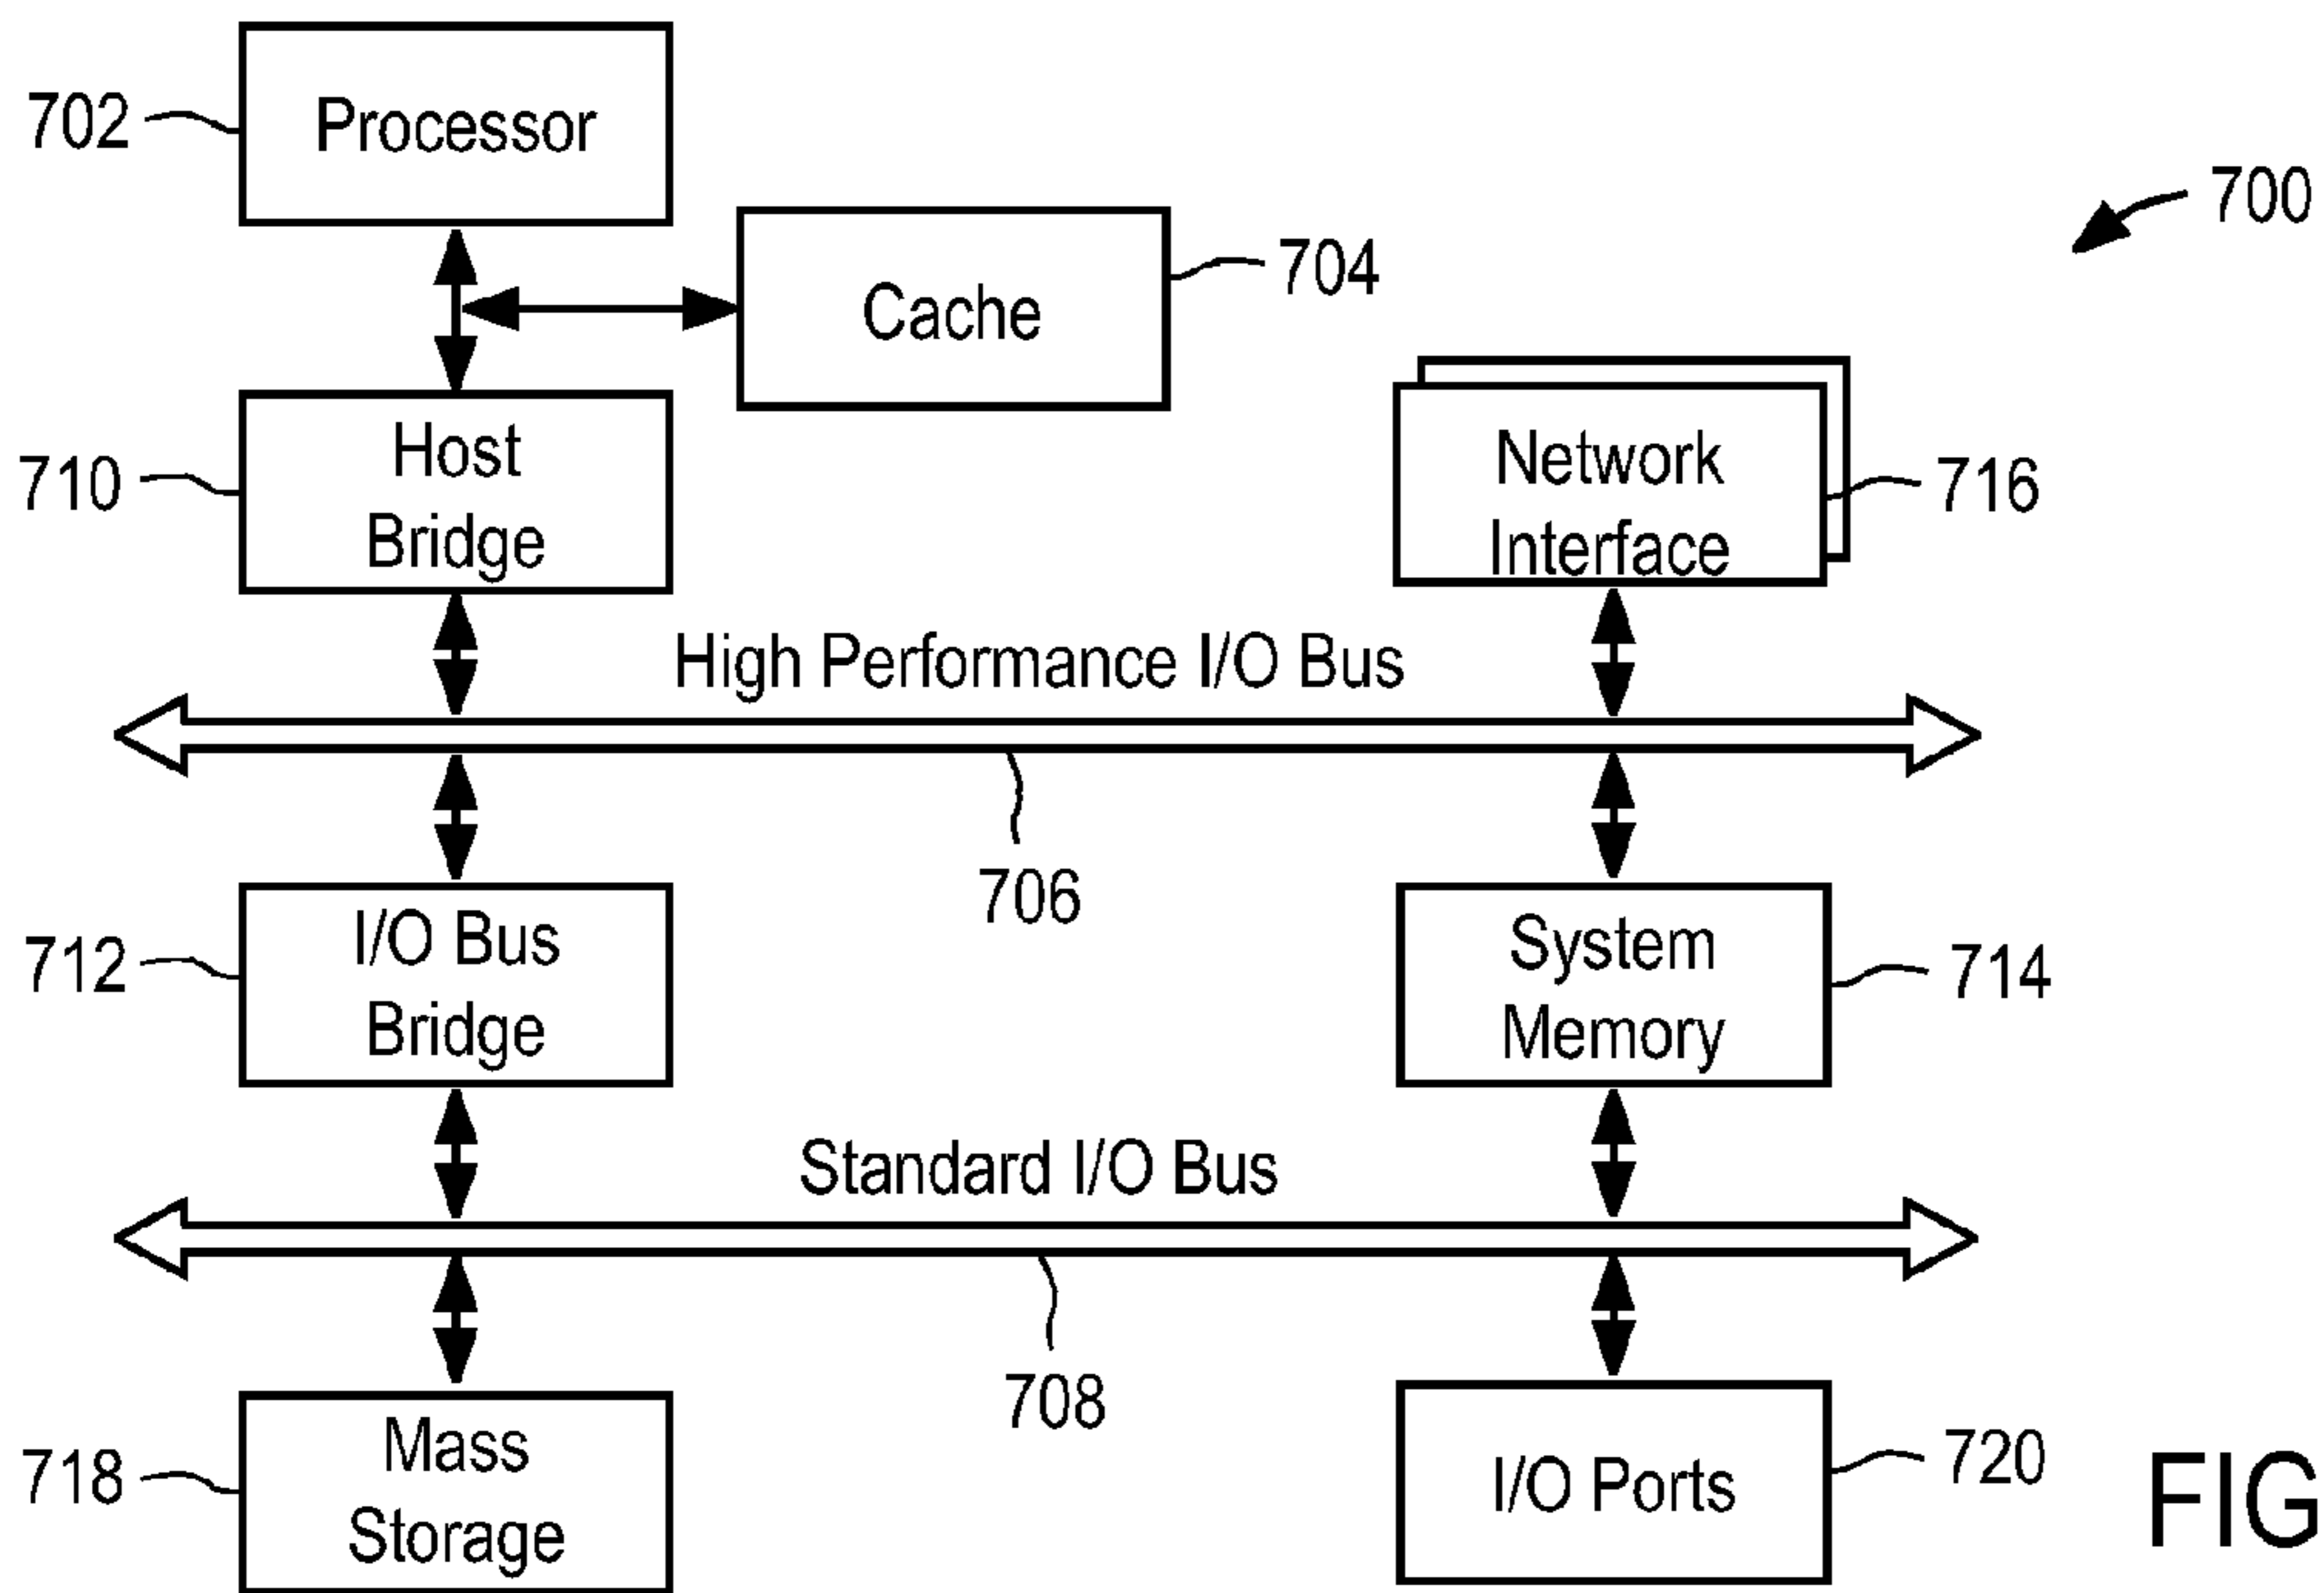 702
Processor
700
704
Cache
Host
Bridge
710
Network
Interface
716
High Performance I/O Bus
706
I/O Bus
Bridge
712
System
Memory
714
Standard I/O Bus
708
Mass
Storage
718
I/O Ports
720
FIG